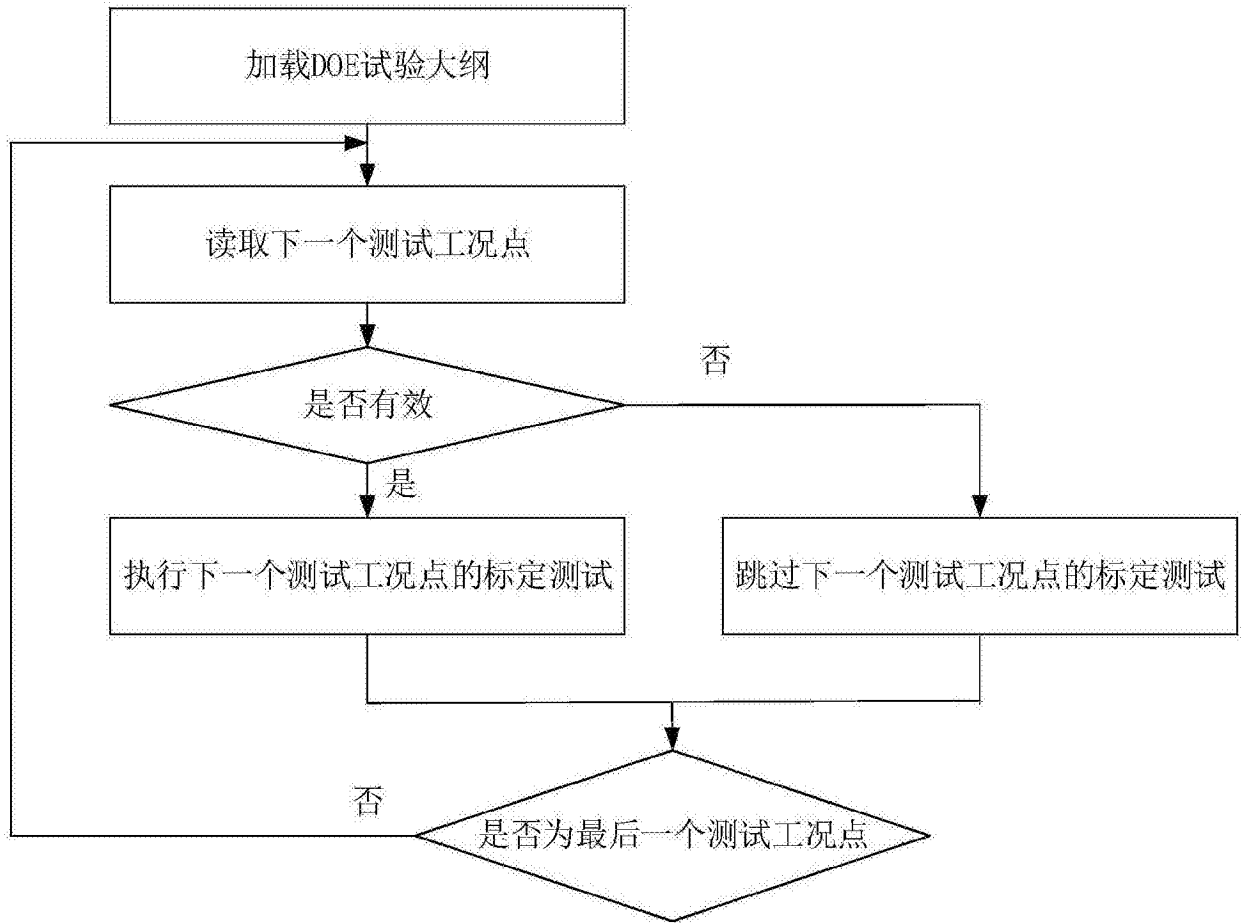 加载DOE试验大纲
读取下一个测试工况点
否
是否有效
是
执行下一个测试工况点的标定测试
跳过下一个测试工况点的标定测试
否
是否为最后一个测试工况点